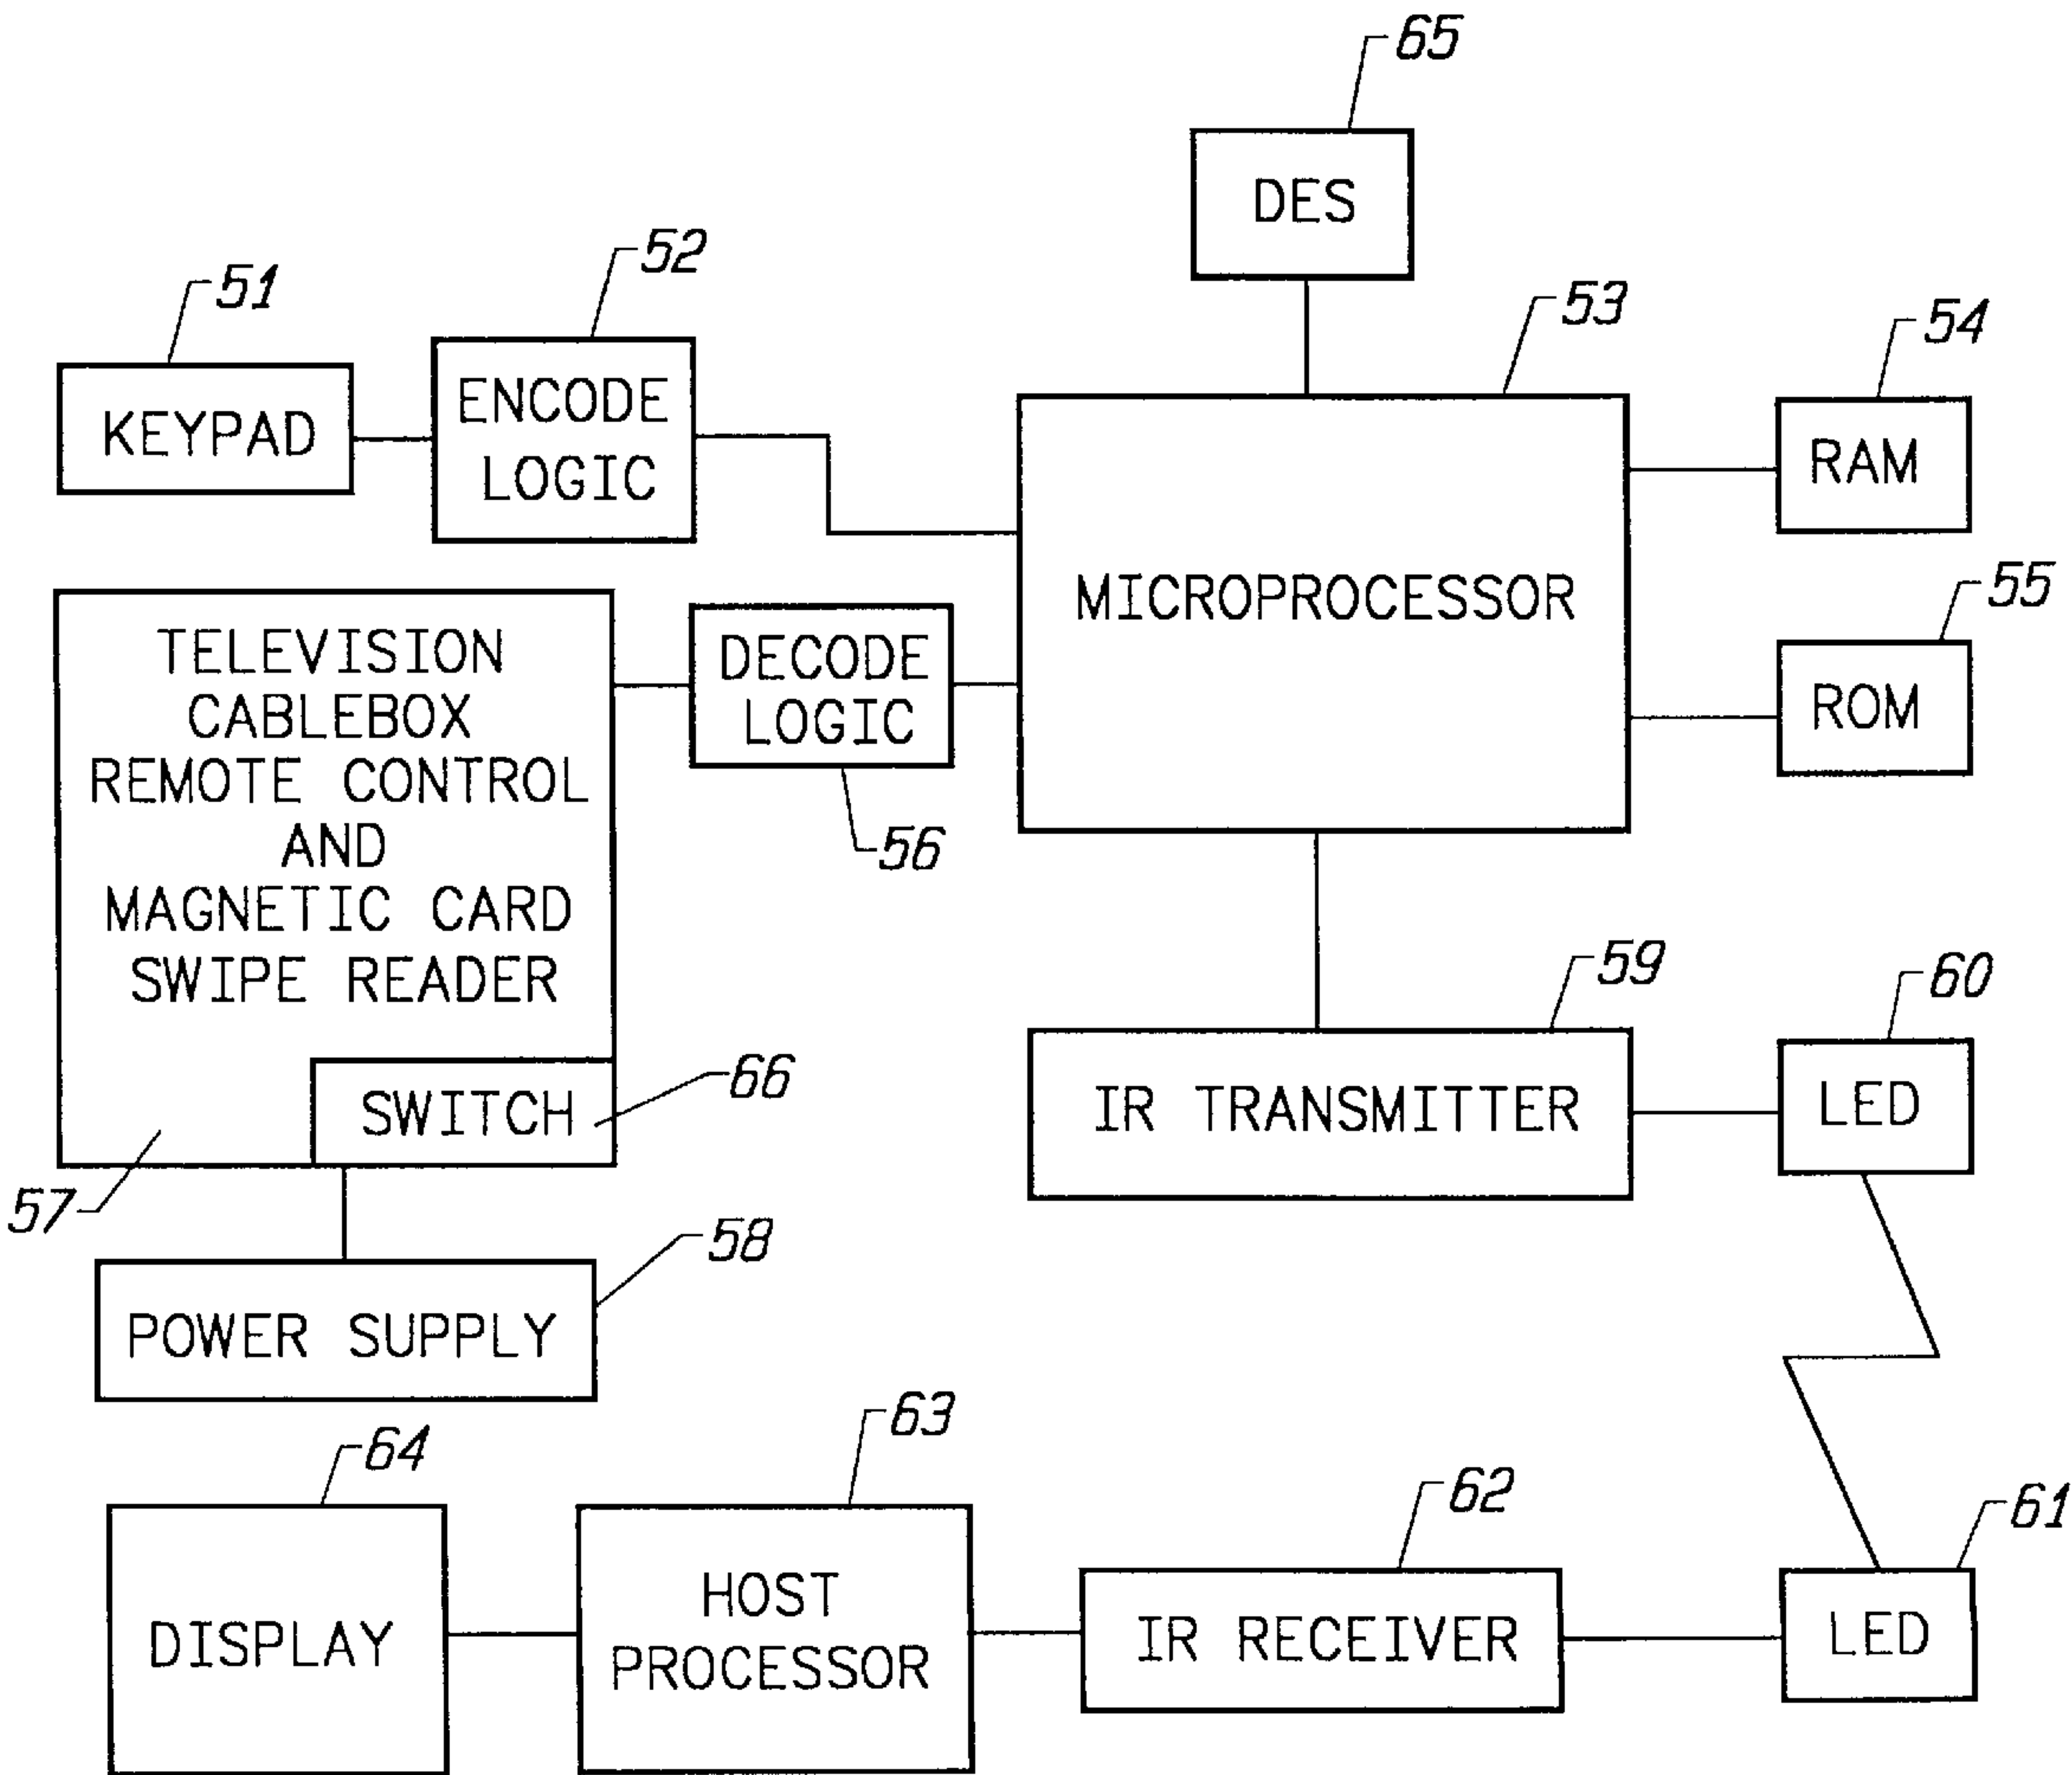 65
DES
52
51
53
54
KEYPAD
ENCODE
LOGIC
RAM
MICROPROCESSOR
55
ROM
TELEVISION
CABLEBOX
REMOTE CONTROL
AND
MAGNETIC CARD
SWIPE READER
DECODE
LOGIC
56
59
60
SWITCH
66
IR TRANSMITTER
LED
57
58
POWER SUPPLY
64
63
62
61
DISPLAY
HOST
PROCESSOR
IR RECEIVER
LED